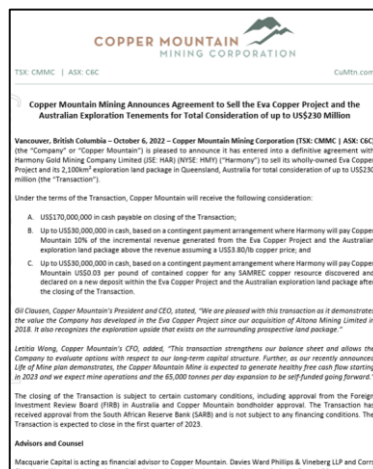 COPPER MOUNTAIN
MINING CORPORATION
TSX: CMMC | ASX: C6C
CuMtn.com
Copper Mountain Mining Announces Agreement to Sell the Eva Copper Project and the
Australian Exploration Tenements for Total Consideration of up to US$230 Million
Vancouver, British Columbia – October 6, 2022 – Copper Mountain Mining Corporation (TSX: CMMC | ASX: C6C)
(the "Company" or "Copper Mountain") is pleased to announce it has entered into a definitive agreement with
Harmony Gold Mining Company Limited (JSE: HAR) (NYSE: HMY) ("Harmony") to sell its wholly-owned Eva Copper
Project and its 2,100km² exploration land package in Queensland, Australia for total consideration of up to US$230
million (the "Transaction").
Under the terms of the Transaction, Copper Mountain will receive the following consideration:
A. US$170,000,000 in cash payable on closing of the Transaction;
B. Up to US$30,000,000 in cash, based on a contingent payment arrangement where Harmony will pay Copper
Mountain 10% of the incremental revenue generated from the Eva Copper Project and the Australian
exploration land package above the revenue assuming a US$3.80/lb copper price; and
C. Up to US$30,000,000 in cash, based on a contingent payment arrangement where Harmony will pay Copper
Mountain US$0.03 per pound of contained copper for any SAMREC copper resource discovered and
declared on a new deposit within the Eva Copper Project and the Australian exploration land package after
the closing of the Transaction.
Gil Clausen, Copper Mountain's President and CEO, stated, "We are pleased with this transaction as it demonstrates
the value the Company has developed in the Eva Copper Project since our acquisition of Altona Mining Limited in
2018. It also recognizes the exploration upside that exists on the surrounding prospective land package."
Letitia Wong, Copper Mountain's CFO, added, "This transaction strengthens our balance sheet and allows the
Company to evaluate options with respect to our long-term capital structure. Further, as our recently announced
Life of Mine plan demonstrates, the Copper Mountain Mine is expected to generate healthy free cash flow starting
in 2023 and we expect mine operations and the 65,000 tonnes per day expansion to be self-funded going forward."
The closing of the Transaction is subject to certain customary conditions, including approval from the Foreign
Investment Review Board (FIRB) in Australia and Copper Mountain bondholder approval. The Transaction has
received approval from the South African Reserve Bank (SARB) and is not subject to any financing conditions. The
Transaction is expected to close in the first quarter of 2023.
Advisors and Counsel
Macquarie Capital is acting as financial advisor to Copper Mountain. Davies Ward Phillips & Vineberg LLP and Corrs